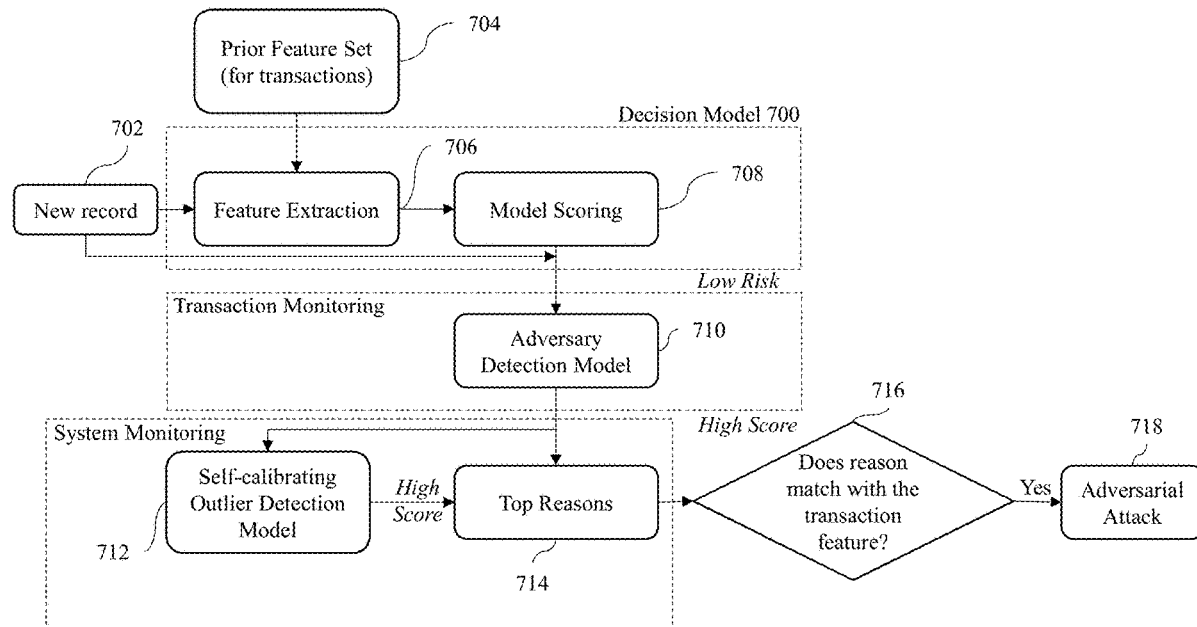 704
Prior Feature Set
(for transactions)
Decision Model 700
702
706
708
New record
Feature Extraction
Model Scoring
Low Risk
Transaction Monitoring
710
Adversary
Detection Model
716
High Score
System Monitoring
718
Self-calibrating
Outlier Detection
Model
High
Score
Top Reasons
Does reason
match with the
transaction
feature?
Yes
Adversarial
Attack
712
714